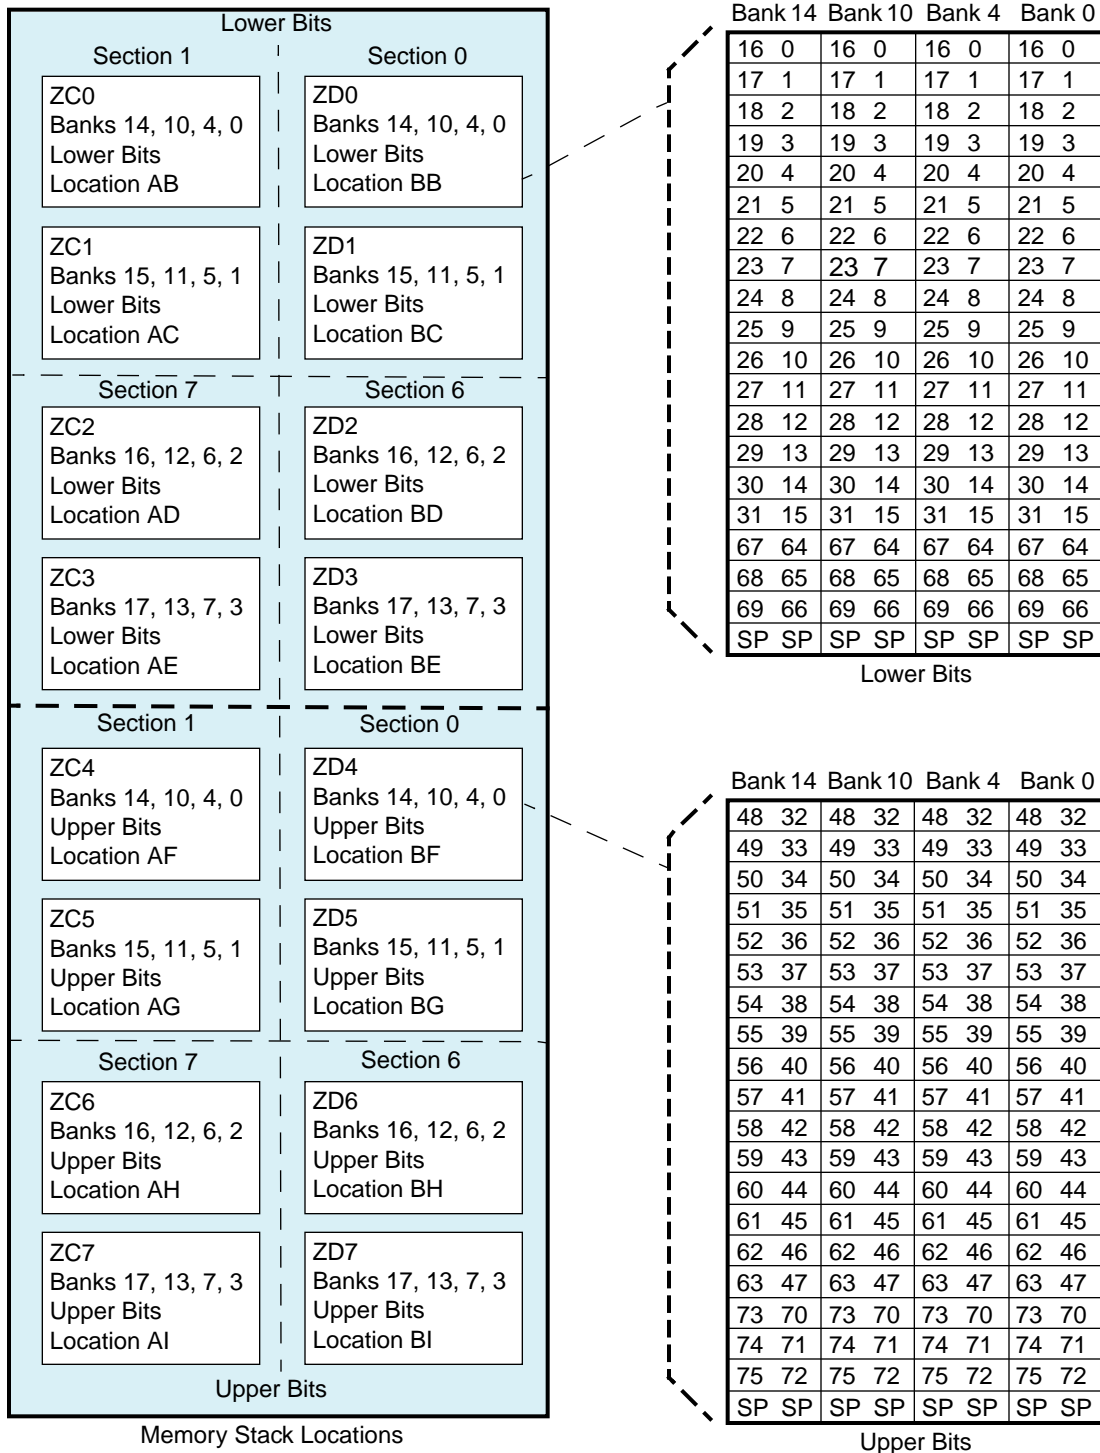 Lower Bits
Section 1 Section 0
ZC0
Banks 14, 10, 4, 0
Lower Bits
Location AB
ZD0
Banks 14, 10, 4, 0
Lower Bits
Location BB
ZC1
Banks 15, 11, 5, 1
Lower Bits
Location AC
ZD1
Banks 15, 11, 5, 1
Lower Bits
Location BC
Section 7 Section 6
ZC2
Banks 16, 12, 6, 2
Lower Bits
Location AD
ZD2
Banks 16, 12, 6, 2
Lower Bits
Location BD
ZC3
Banks 17, 13, 7, 3
Lower Bits
Location AE
ZD3
Banks 17, 13, 7, 3
Lower Bits
Location BE
Section 1 Section 0
ZC4
Banks 14, 10, 4, 0
Upper Bits
Location AF
ZD4
Banks 14, 10, 4, 0
Upper Bits
Location BF
ZC5
Banks 15, 11, 5, 1
Upper Bits
Location AG
ZD5
Banks 15, 11, 5, 1
Upper Bits
Location BG
Section 7 Section 6
ZC6
Banks 16, 12, 6, 2
Upper Bits
Location AH
ZD6
Banks 16, 12, 6, 2
Upper Bits
Location BH
ZC7
Banks 17, 13, 7, 3
Upper Bits
Location AI
ZD7
Banks 17, 13, 7, 3
Upper Bits
Location BI
Upper Bits
Memory Stack Locations
Bank 14 Bank 10 Bank 4 Bank 0
16 0 16 0 16 0 16 0
17 1 17 1 17 1 17 1
18 2 18 2 18 2 18 2
19 3 19 3 19 3 19 3
20 4 20 4 20 4 20 4
21 5 21 5 21 5 21 5
22 6 22 6 22 6 22 6
23 7 23 7 23 7 23 7
24 8 24 8 24 8 24 8
25 9 25 9 25 9 25 9
26 10 26 10 26 10 26 10
27 11 27 11 27 11 27 11
28 12 28 12 28 12 28 12
29 13 29 13 29 13 29 13
30 14 30 14 30 14 30 14
31 15 31 15 31 15 31 15
67 64 67 64 67 64 67 64
68 65 68 65 68 65 68 65
69 66 69 66 69 66 69 66
SP SP SP SP SP SP SP SP
Lower Bits
Bank 14 Bank 10 Bank 4 Bank 0
48 32 48 32 48 32 48 32
49 33 49 33 49 33 49 33
50 34 50 34 50 34 50 34
51 35 51 35 51 35 51 35
52 36 52 36 52 36 52 36
53 37 53 37 53 37 53 37
54 38 54 38 54 38 54 38
55 39 55 39 55 39 55 39
56 40 56 40 56 40 56 40
57 41 57 41 57 41 57 41
58 42 58 42 58 42 58 42
59 43 59 43 59 43 59 43
60 44 60 44 60 44 60 44
61 45 61 45 61 45 61 45
62 46 62 46 62 46 62 46
63 47 63 47 63 47 63 47
73 70 73 70 73 70 73 70
74 71 74 71 74 71 74 71
75 72 75 72 75 72 75 72
SP SP SP SP SP SP SP SP
Upper Bits